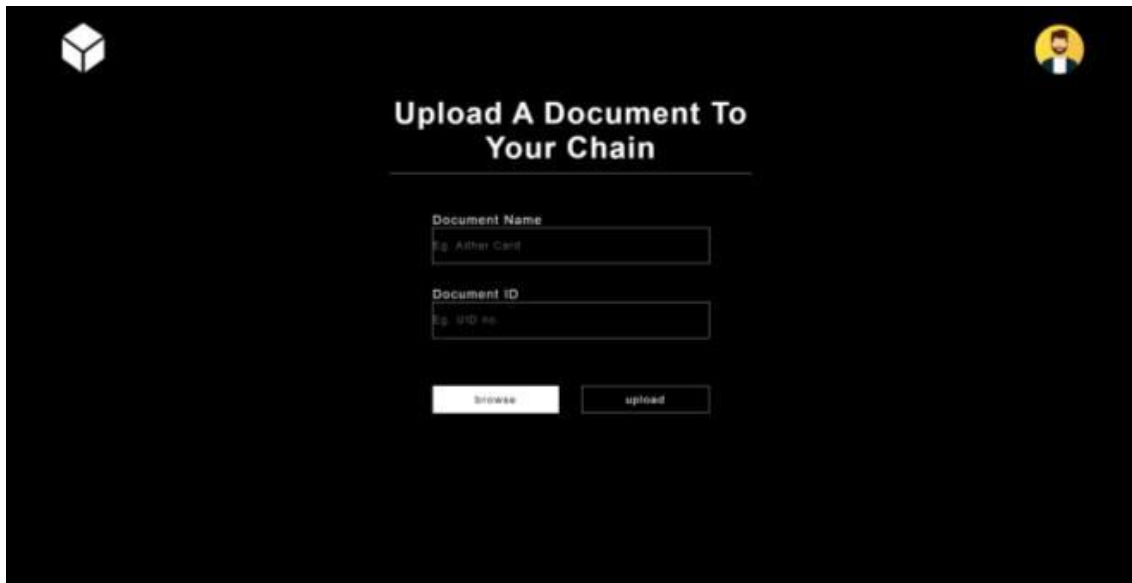 Upload A Document To
Your Chain
Document Name
Eg. Adhar Card
Document ID
Eg. UID no.
browse
upload